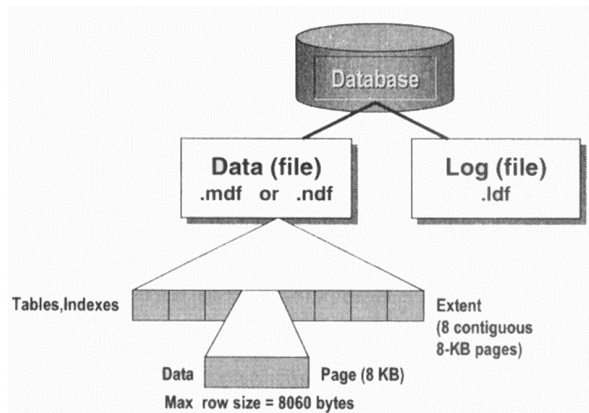 Database
Data (file)
.mdf or .ndf
Log (file)
.ldf
Tables,Indexes
Extent
(8 contiguous
8-KB pages)
Data
Page (8 KB)
Max row size = 8060 bytes